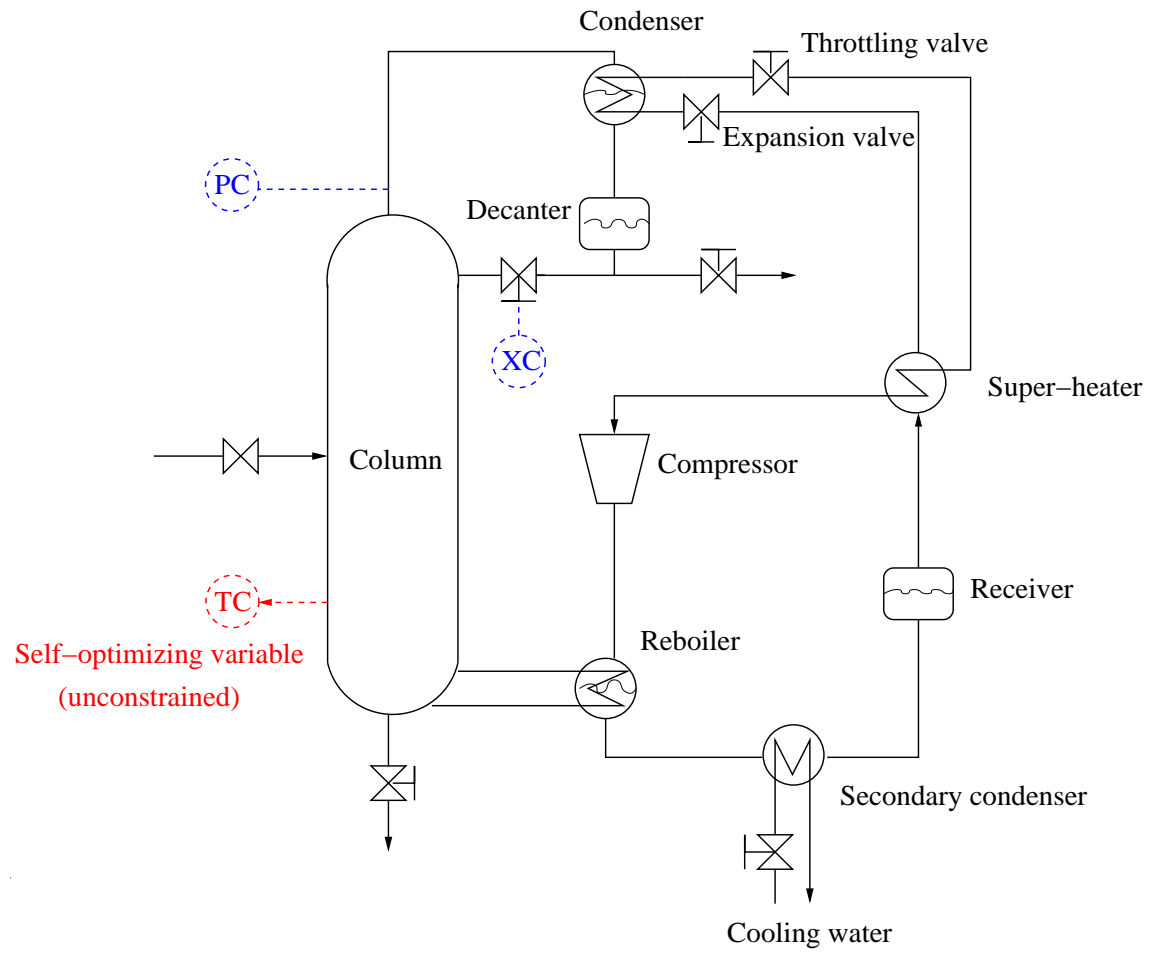 Condenser
Throttling valve
Expansion valve
PC
Decanter
XC
Super−heater
Column
Compressor
TC
Receiver
Self−optimizing variable
(unconstrained)
Reboiler
Secondary condenser
Cooling water